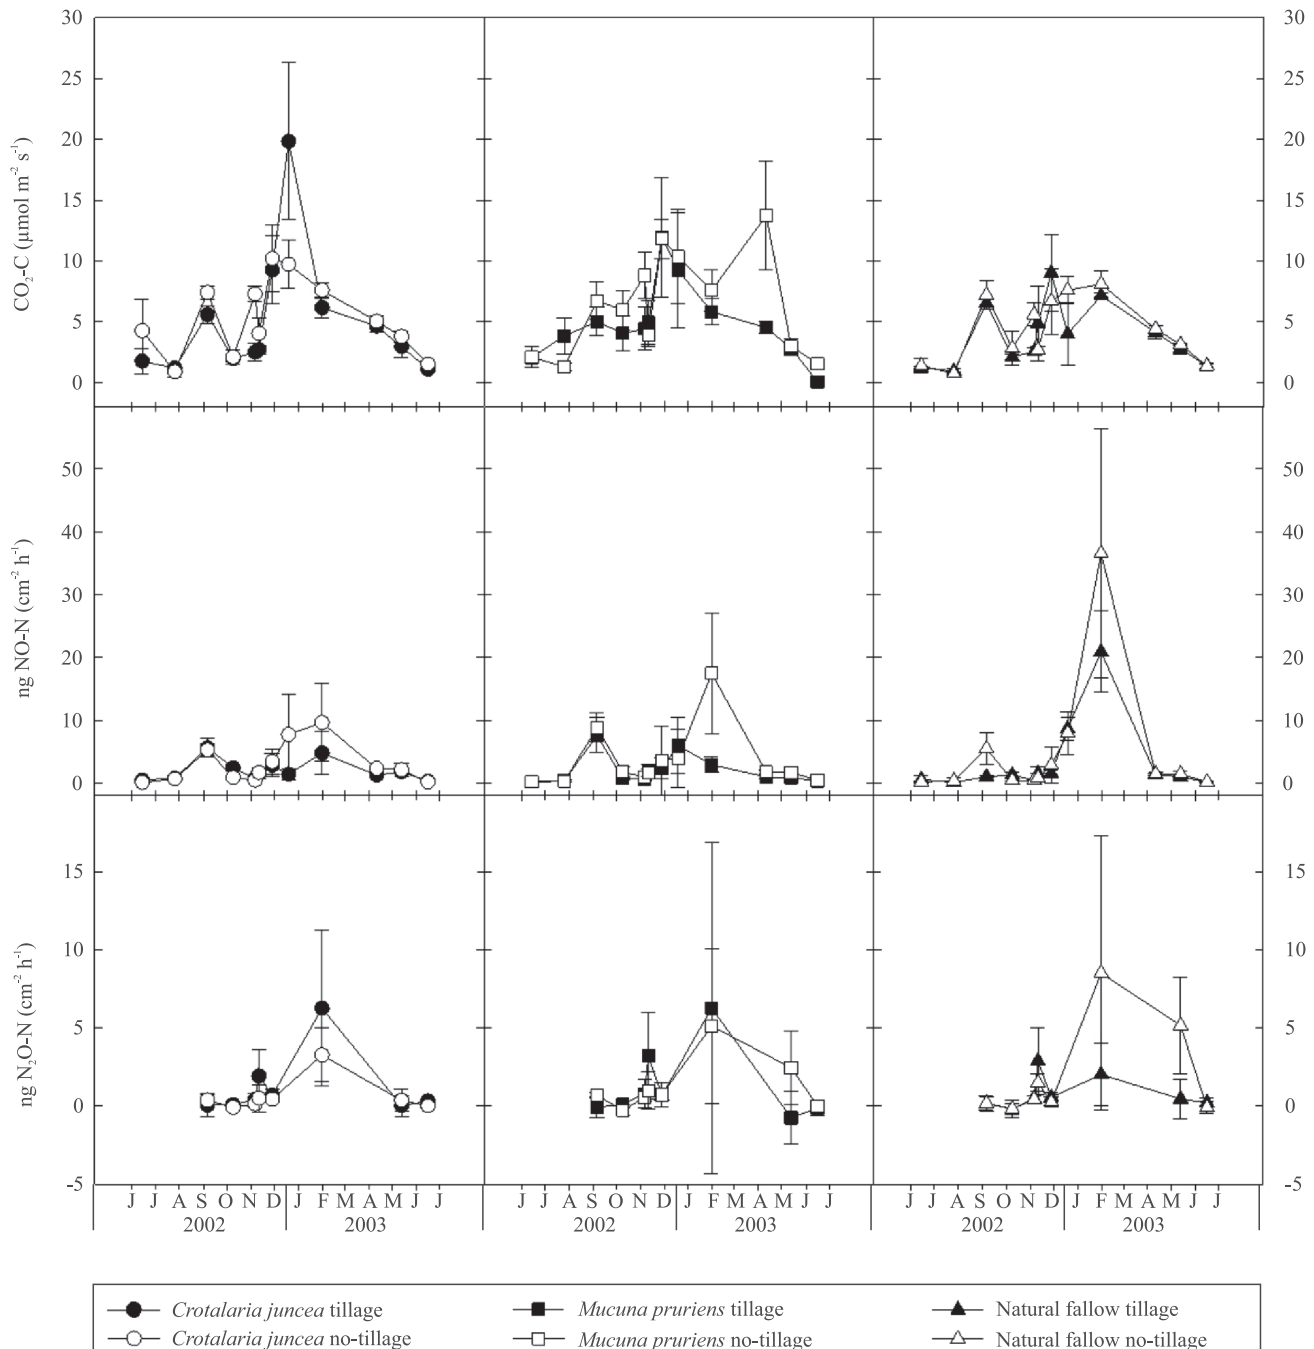 30 30
25 25
20 20
15 15
10 10
5 5
0 0
CO₂-C (µmol m⁻² s⁻¹)
50 50
40 40
30 30
20 20
10 10
0 0
ng NO-N (cm⁻² h⁻¹)
15 15
10 10
5 5
0 0
-5 -5
ng N₂O-N (cm⁻² h⁻¹)
J J A S O N D J F M A M J J J J A S O N D J F M A M J J J J A S O N D J F M A M J J
2002 2003 2002 2003 2002 2003
Crotalaria juncea tillage Mucuna pruriens tillage Natural fallow tillage
Crotalaria juncea no-tillage Mucuna pruriens no-tillage Natural fallow no-tillage